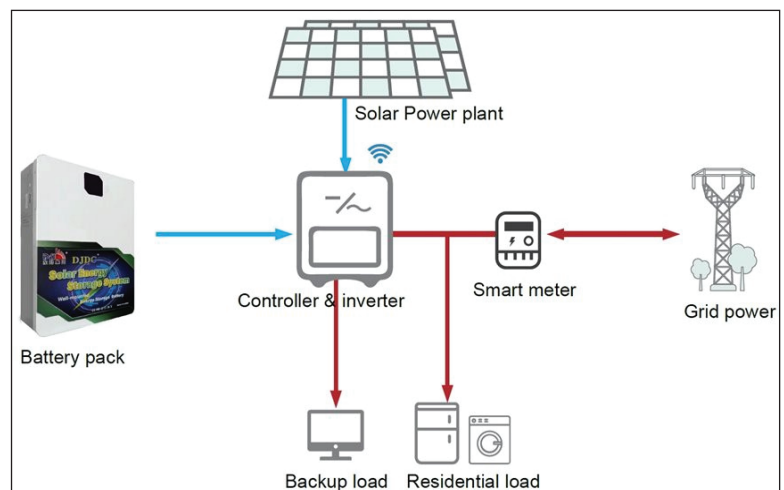 Solar Power plant
DJDC
Solar Energy
Storage System
Controller & inverter
Smart meter
Grid power
Battery pack
Backup load
Residential load